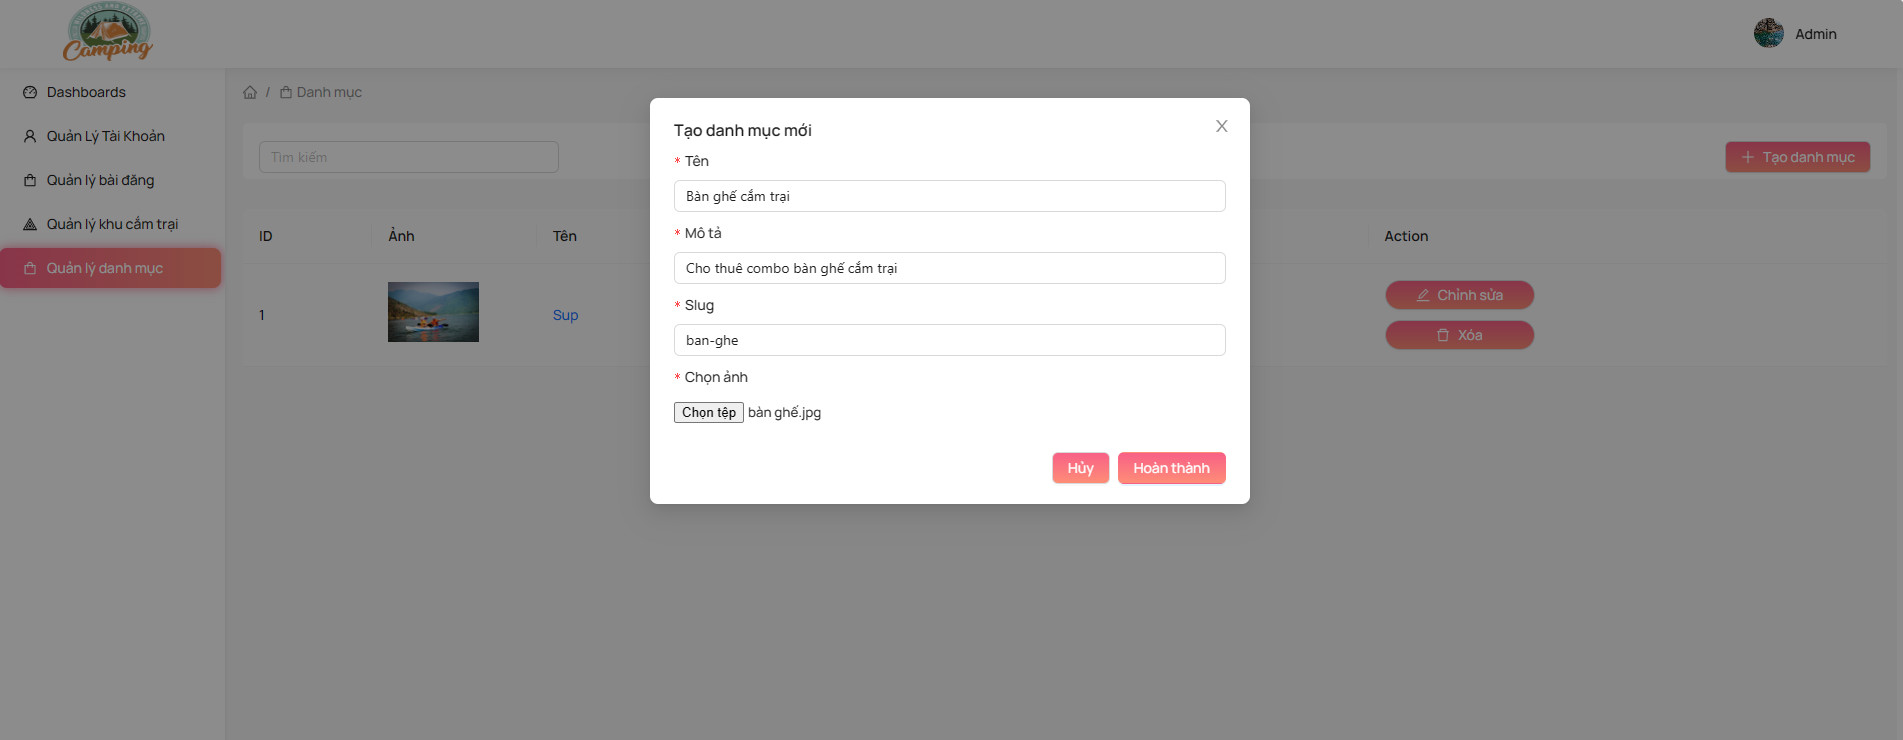 Camping
Admin
Dashboards
Quản Lý Tài Khoản
Quản lý bài đăng
Quản lý khu cắm trại
Quản lý danh mục
/ Danh mục
Tìm kiếm
+ Tạo danh mục
ID Ảnh Tên Action
1 Sup
Chỉnh sửa
Xóa
Tạo danh mục mới
* Tên
Bàn ghế cắm trại
* Mô tả
Cho thuê combo bàn ghế cắm trại
* Slug
ban-ghe
* Chọn ảnh
Chọn tệp bàn ghế.jpg
Hủy Hoàn thành